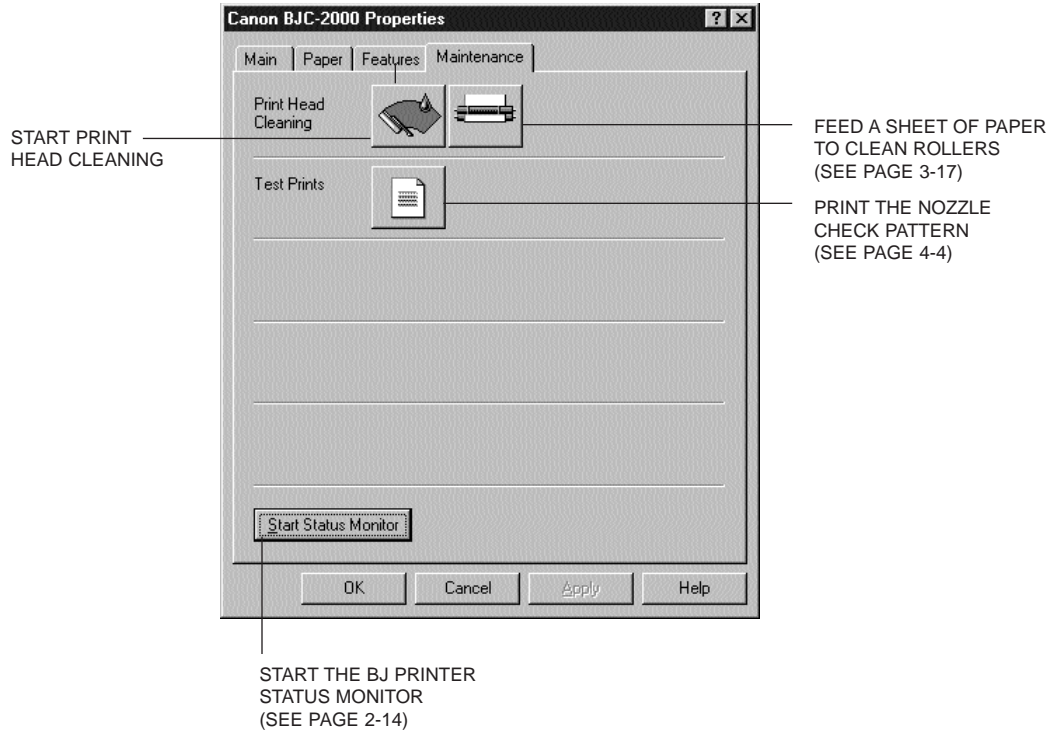 Canon BJC-2000 Properties
Main Paper Features Maintenance
Print Head
Cleaning
START PRINT
HEAD CLEANING
FEED A SHEET OF PAPER
TO CLEAN ROLLERS
(SEE PAGE 3-17)
Test Prints
PRINT THE NOZZLE
CHECK PATTERN
(SEE PAGE 4-4)
Start Status Monitor
OK Cancel Apply Help
START THE BJ PRINTER
STATUS MONITOR
(SEE PAGE 2-14)